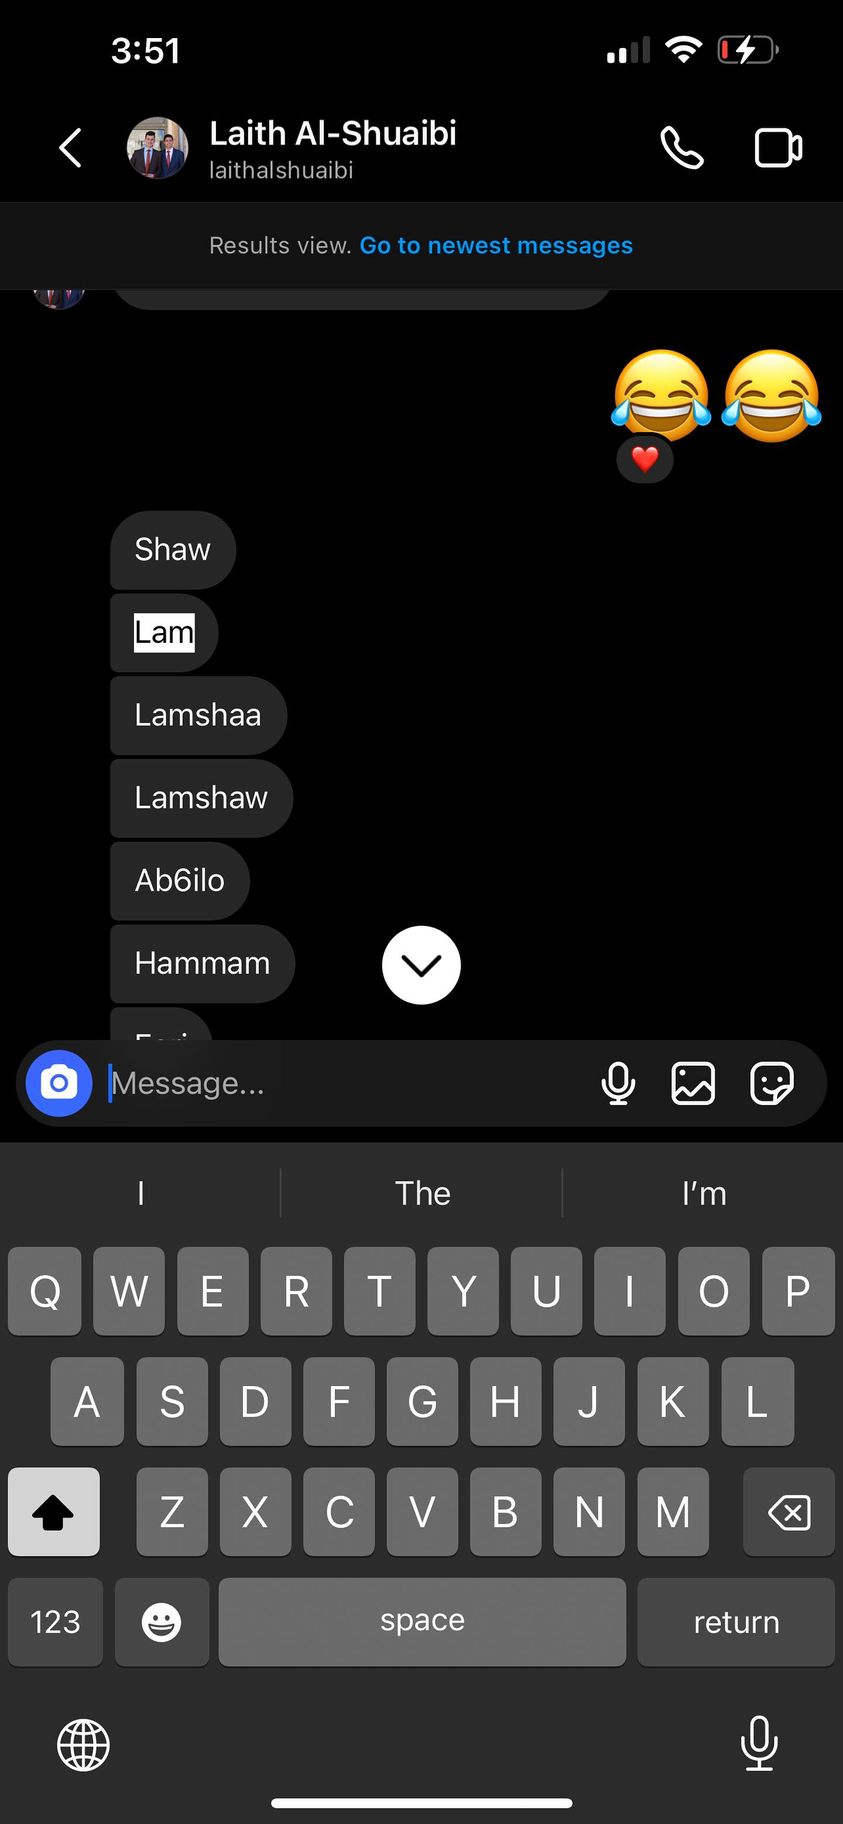 3:51
Laith Al-Shuaibi
laithalshuaibi
Results view. Go to newest messages
Shaw
Lam
Lamshaa
Lamshaw
Ab6ilo
Hammam
Message...
I The I'm
Q W E R T Y U I O P
A S D F G H J K L
Z X C V B N M
123 space return